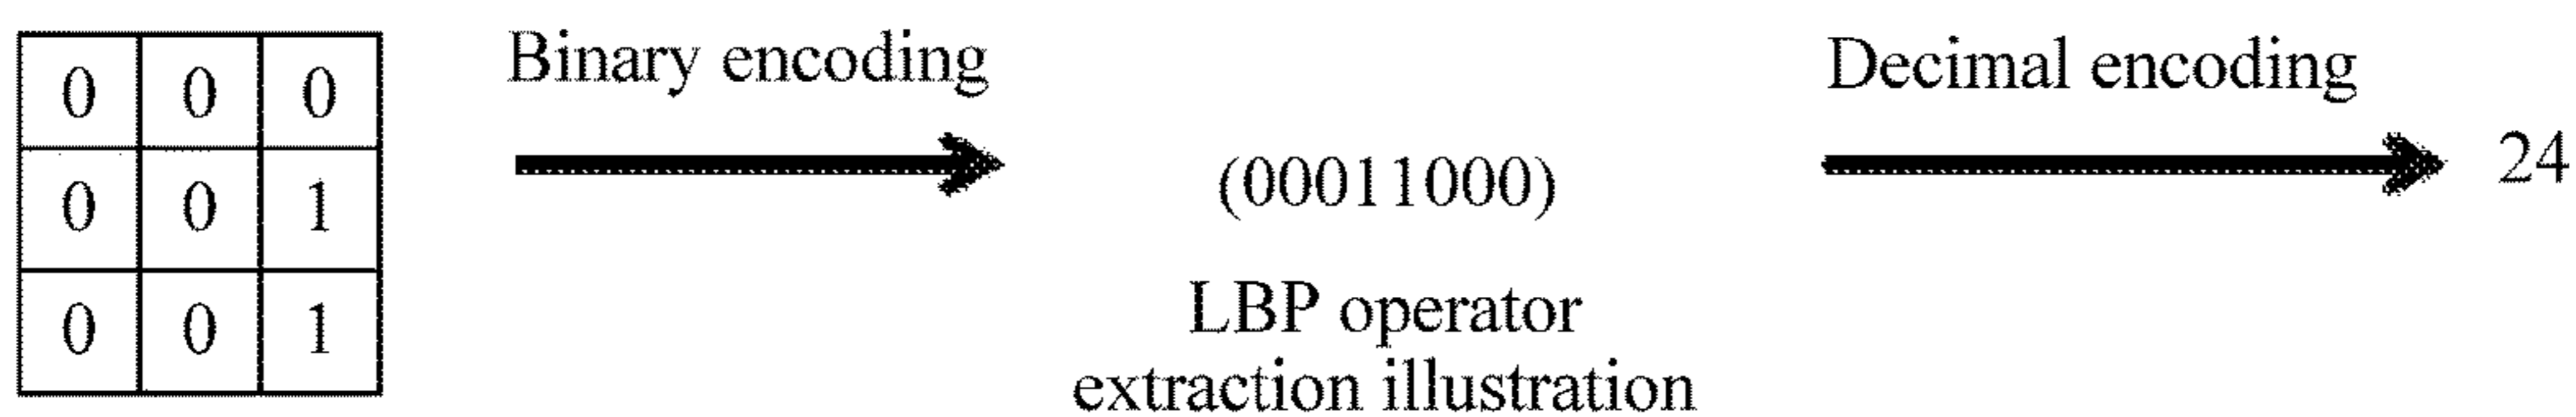 0 0 0
0 0 1
0 0 1
Binary encoding
(00011000)
LBP operator
extraction illustration
Decimal encoding
24